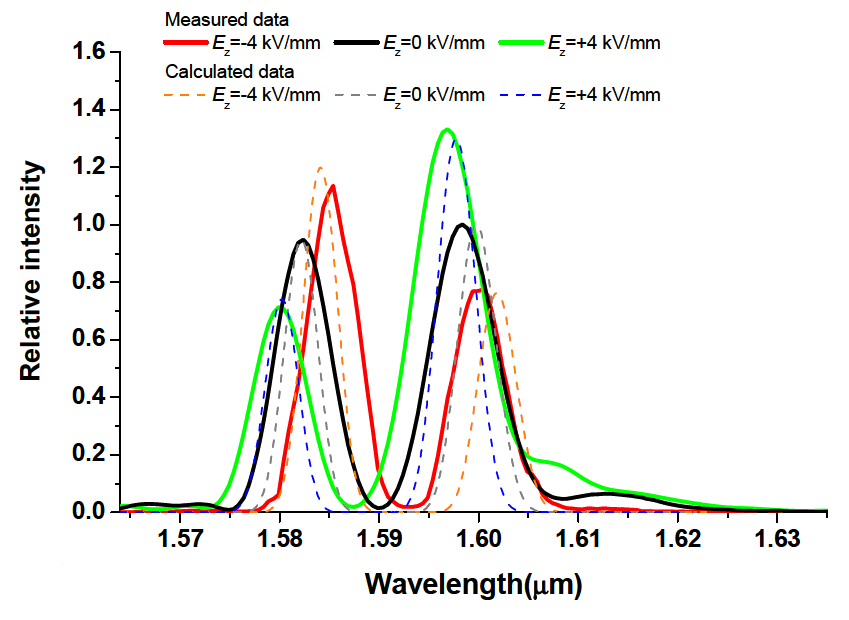 Measured data
Ez=-4 kV/mm Ez=0 kV/mm Ez=+4 kV/mm
Calculated data
Ez=-4 kV/mm Ez=0 kV/mm Ez=+4 kV/mm
1.6
1.4
1.2
1.0
0.8
0.6
0.4
0.2
0.0
Relative intensity
1.57 1.58 1.59 1.60 1.61 1.62 1.63
Wavelength(μm)